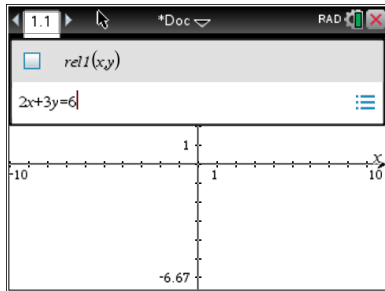 1.1 *Doc RAD
rel1(x,y)
2x+3y=6
1
x
-10 1 10
-6.67